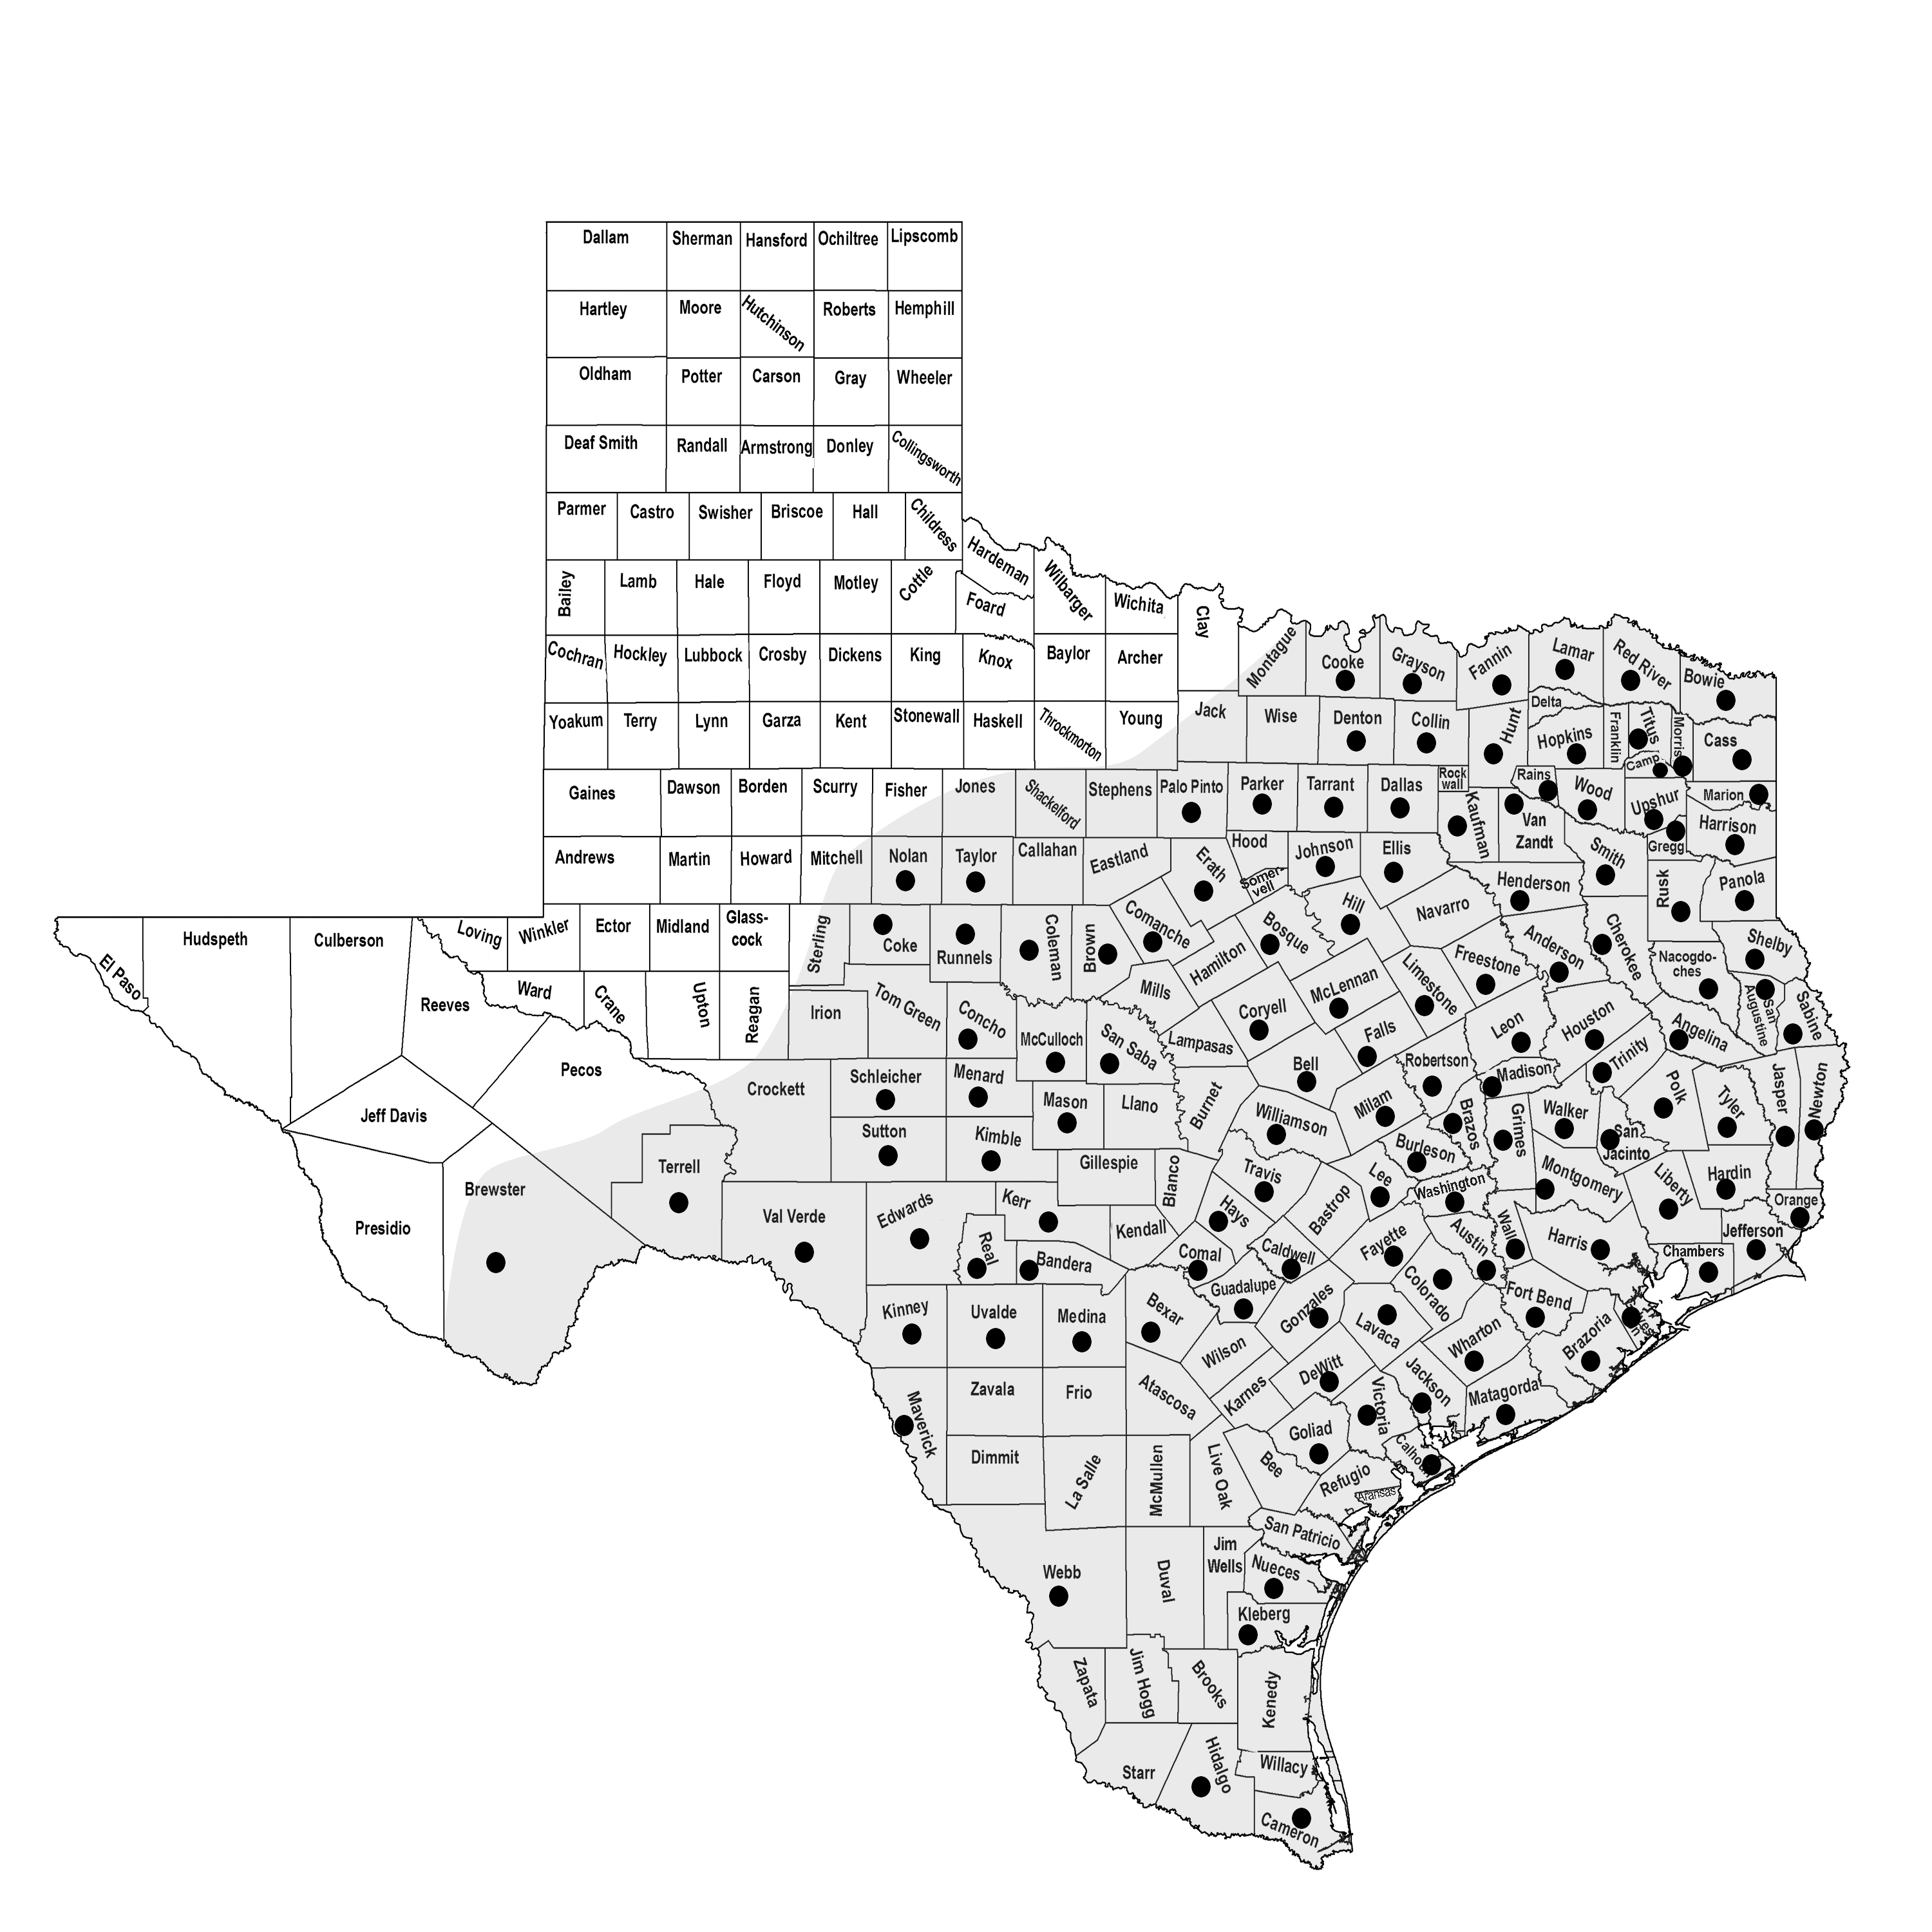 Dallam Sherman Hansford Ochiltree Lipscomb
Hartley Moore Hutchinson Roberts Hemphill
Oldham Potter Carson Gray Wheeler
Deaf Smith Randall Armstrong Donley Collingsworth
Parmer Castro Swisher Briscoe Hall Childress Hardeman
Bailey Lamb Hale Floyd Motley Cottle Foard Wilbarger Wichita Clay
Cochran Hockley Lubbock Crosby Dickens King Knox Baylor Archer Montague Cooke Grayson Fannin Lamar Red River Bowie
Yoakum Terry Lynn Garza Kent Stonewall Haskell Throckmorton Young Jack Wise Denton Collin Hunt Delta Hopkins Franklin Titus Morris Cass
Gaines Dawson Borden Scurry Fisher Jones Shackelford Stephens Palo Pinto Parker Tarrant Dallas Rock
wall Kaufman Rains Wood Camp Upshur Marion
Andrews Martin Howard Mitchell Nolan Taylor Callahan Eastland Erath Hood Johnson Ellis Van
Zandt Smith Gregg Harrison
Somer-
vell Henderson Rusk Panola
El Paso Hudspeth Culberson Loving Winkler Ector Midland Glass-
cock Sterling Coke Runnels Coleman Brown Comanche Hamilton Bosque Hill Navarro Anderson Cherokee Nacogdo-
ches Shelby
Reeves Ward Crane Upton Reagan Irion Tom Green Concho Mills Coryell McLennan Limestone Freestone San
Augustine Sabine
Pecos McCulloch San Saba Lampasas Bell Falls Leon Houston Angelina Trinity
Jeff Davis Crockett Schleicher Menard Mason Llano Burnet Williamson Milam Robertson Madison Polk Tyler Jasper Newton
Sutton Kimble Brazos Grimes Walker San
Jacinto
Presidio Brewster Terrell Val Verde Edwards Kerr Gillespie Blanco Travis Lee Burleson Washington Montgomery Liberty Hardin Orange
Real Bandera Kendall Comal Hays Bastrop Caldwell Fayette Austin Harris Chambers Jefferson
Kinney Uvalde Medina Bexar Guadalupe Gonzales Lavaca Colorado Fort Bend Brazoria
Maverick Zavala Frio Atascosa Wilson Karnes DeWitt Victoria Jackson Wharton Matagorda
Dimmit La Salle McMullen Live Oak Bee Goliad Refugio Calhoun Aransas
Webb Duval Jim
Wells San Patricio
Nueces
Kleberg
Zapata Jim Hogg Brooks Kenedy
Starr Hidalgo Willacy
Cameron